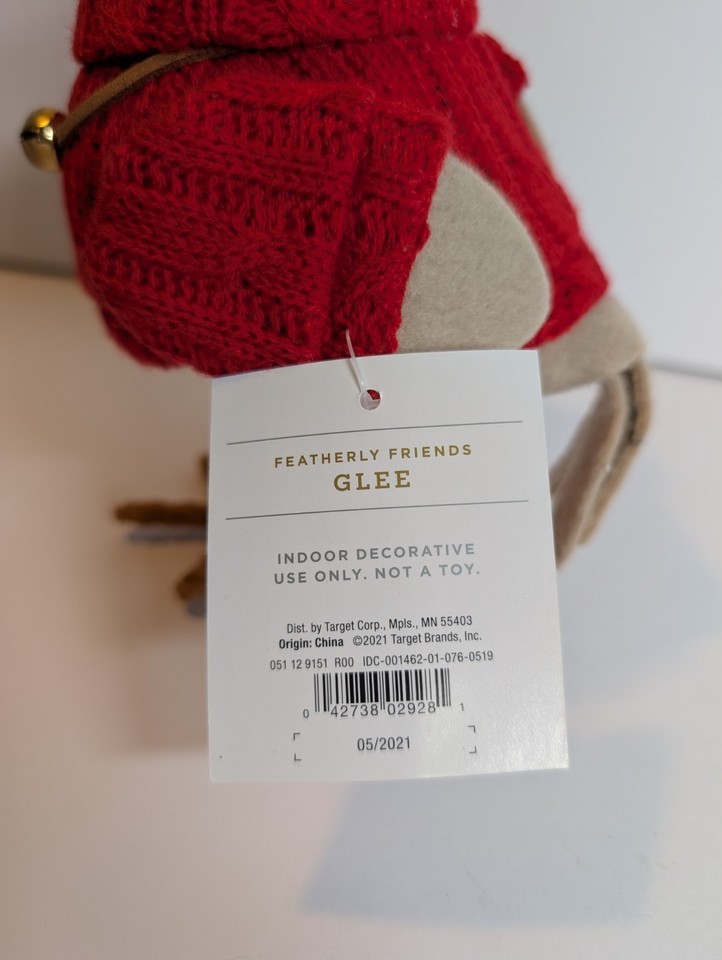 FEATHERLY FRIENDS
GLEE
INDOOR DECORATIVE
USE ONLY. NOT A TOY.
Dist. by Target Corp., Mpls., MN 55403
Origin: China ©2021 Target Brands, Inc.
051 12 9151 R00 IDC-001462-01-076-0519
0 42738 02928 1
05/2021